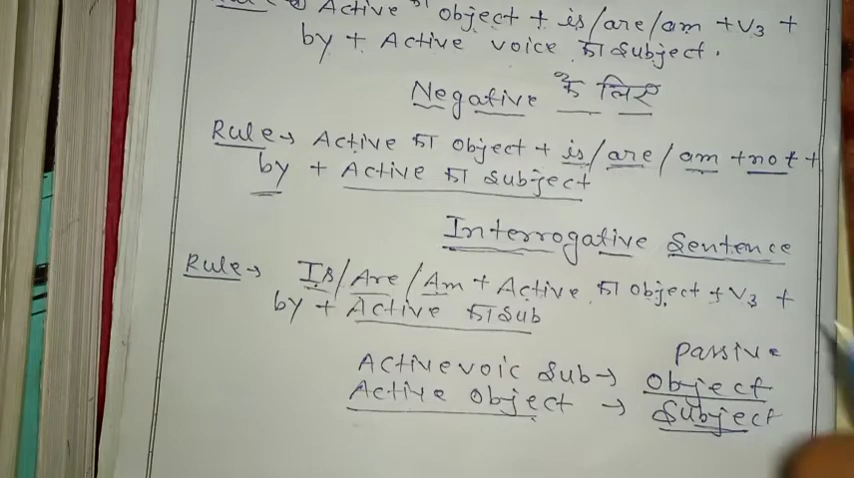 Active का object + is/are/am + V3 +
by + Active voice का subject.
Negative के लिए
Rule→ Active का object + is/are/am + not +
by + Active का subject
Interrogative Sentence
Rule→ Is/Are/Am + Active का object + V3 +
by + Active का sub
Passive
Activevoic Sub → Object
Active object → Subject